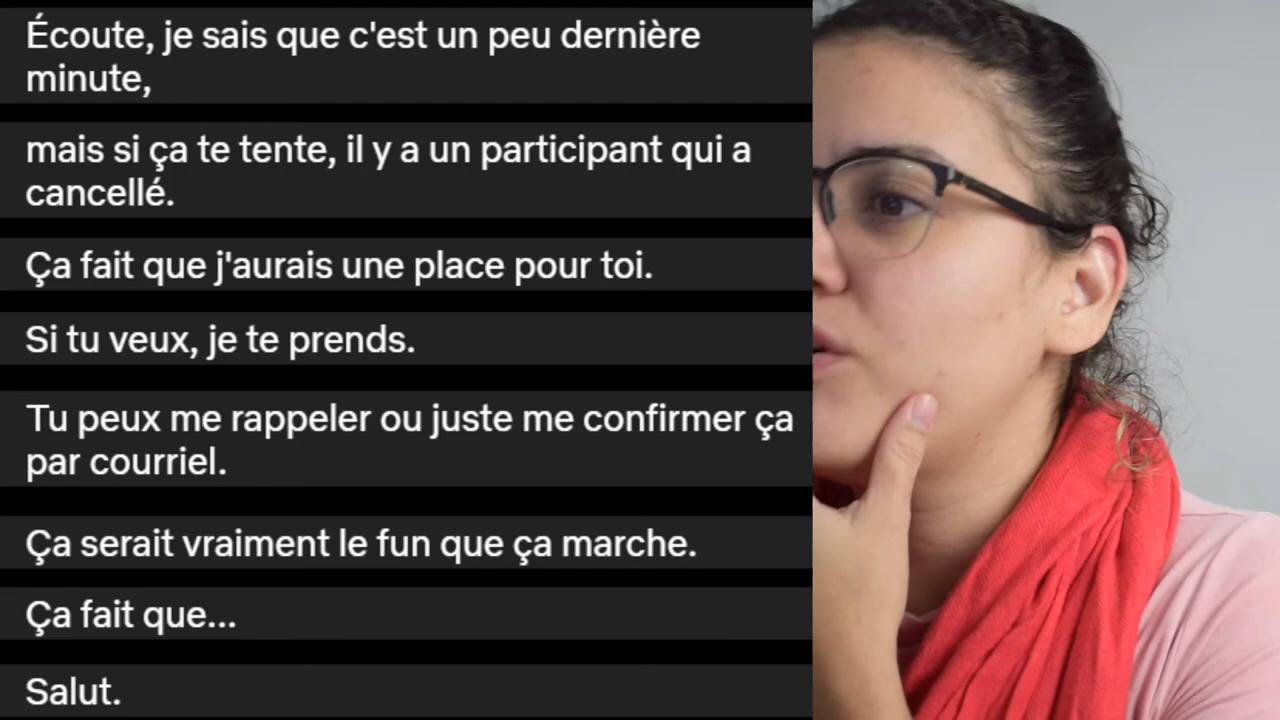 Écoute, je sais que c'est un peu dernière
minute,
mais si ça te tente, il y a un participant qui a
cancellé.
Ça fait que j'aurais une place pour toi.
Si tu veux, je te prends.
Tu peux me rappeler ou juste me confirmer ça
par courriel.
Ça serait vraiment le fun que ça marche.
Ça fait que...
Salut.